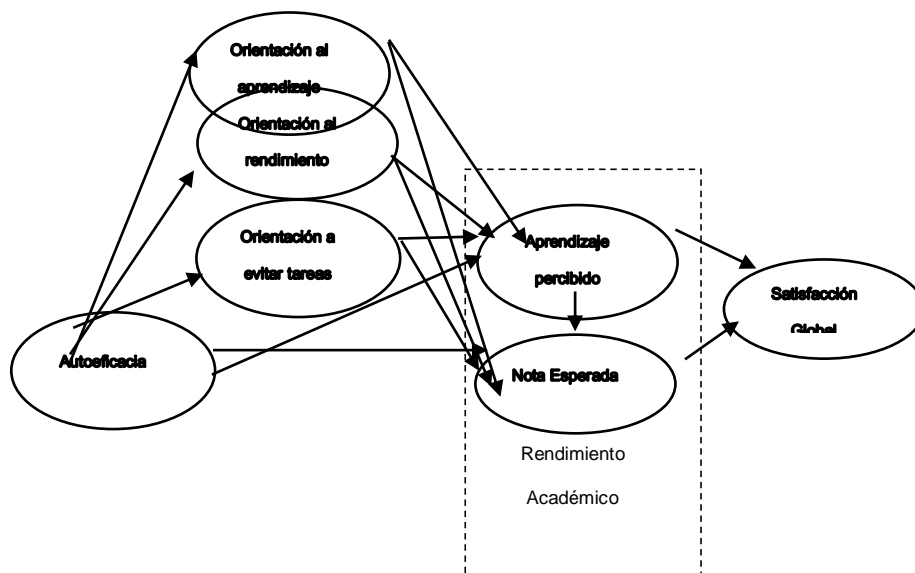 Orientación al
aprendizaje
Orientación al
rendimiento
Orientación a
evitar tareas
Autoeficacia
Aprendizaje
percibido
Nota Esperada
Rendimiento
Académico
Satisfacción
Global